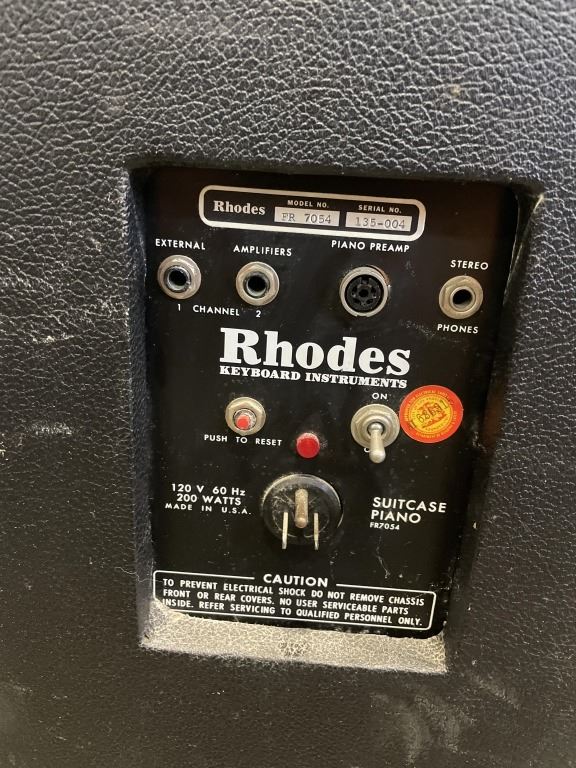 Rhodes MODEL NO. FR 7054 SERIAL NO. 135-004
EXTERNAL AMPLIFIERS PIANO PREAMP
STEREO
1 CHANNEL 2
PHONES
Rhodes
KEYBOARD INSTRUMENTS
ON
PUSH TO RESET
120 V 60 Hz
200 WATTS
MADE IN U.S.A.
SUITCASE
PIANO
FR7054
CAUTION
TO PREVENT ELECTRICAL SHOCK DO NOT REMOVE CHASSIS
FRONT OR REAR COVERS. NO USER SERVICEABLE PARTS
INSIDE. REFER SERVICING TO QUALIFIED PERSONNEL ONLY.